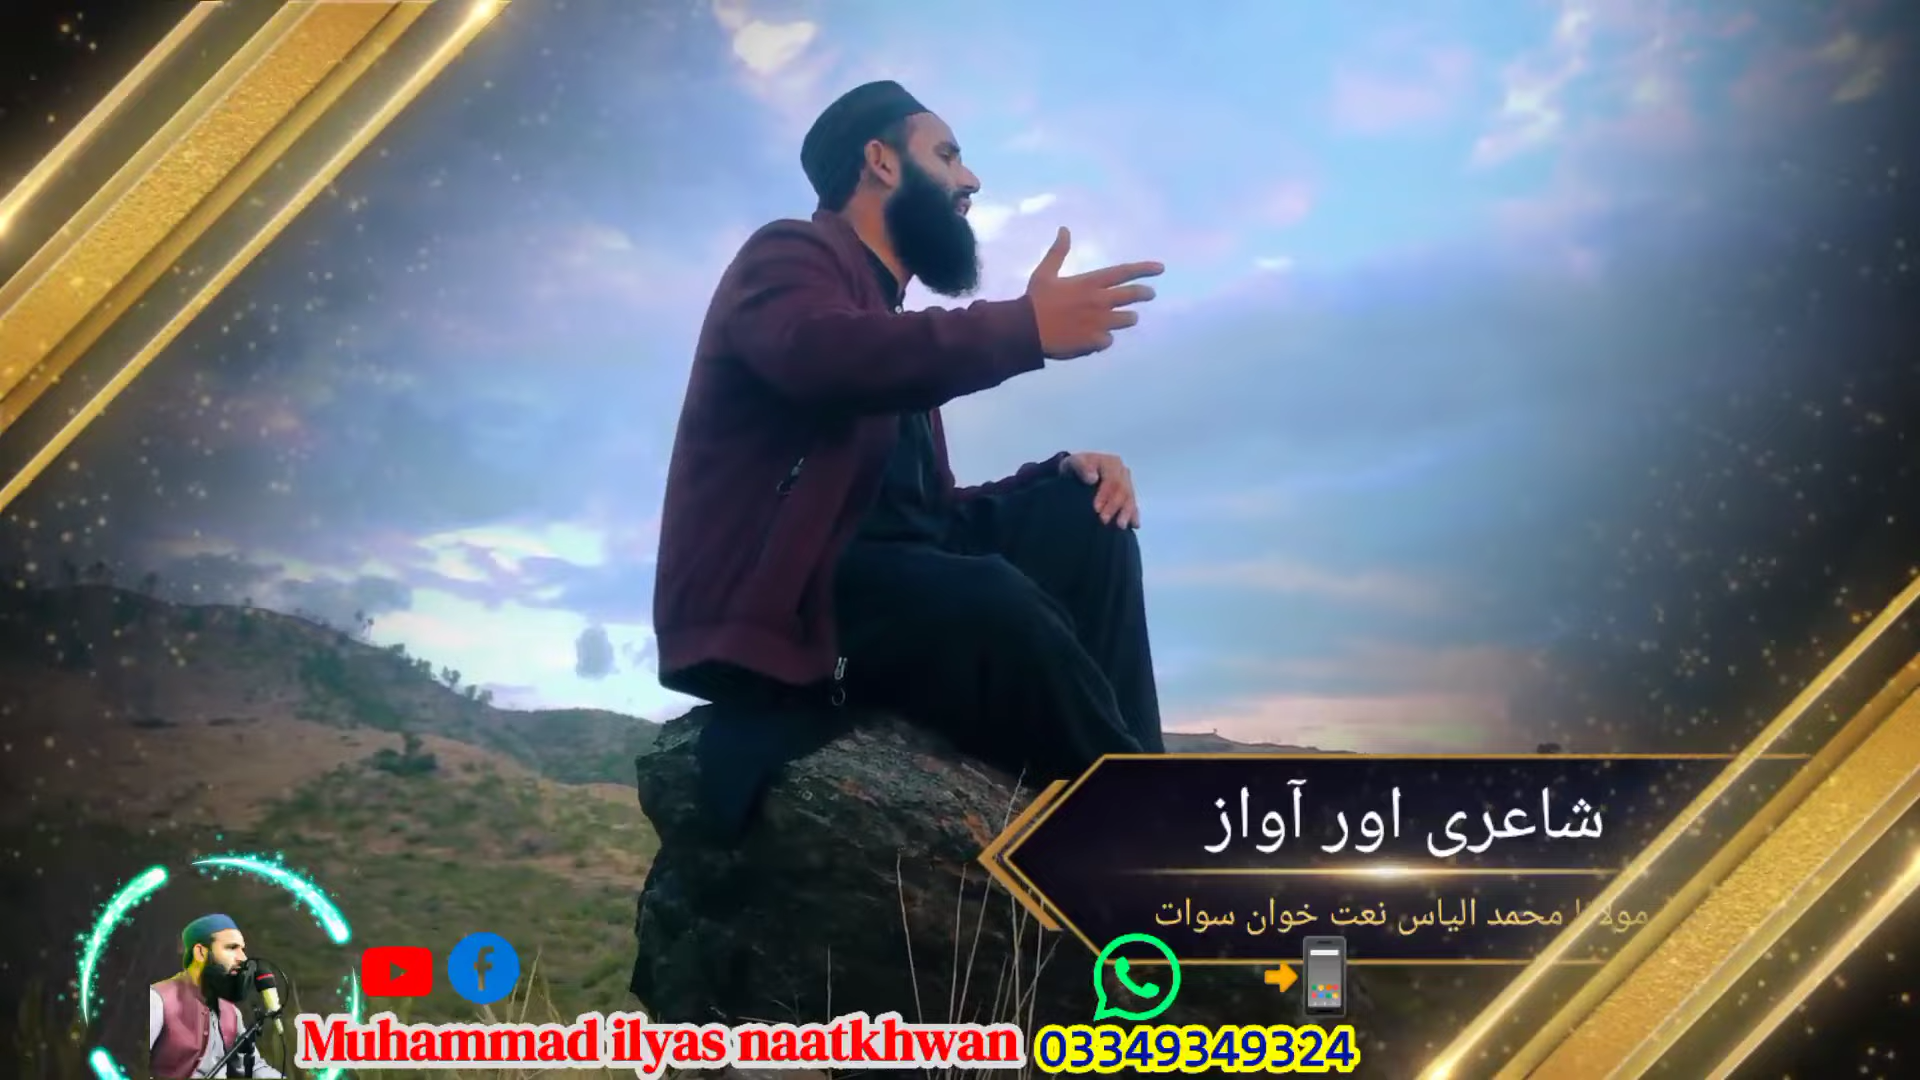 شاعری اور آواز
مولانا محمد الیاس نعت خوان سوات
Muhammad ilyas naatkhwan 03349349324